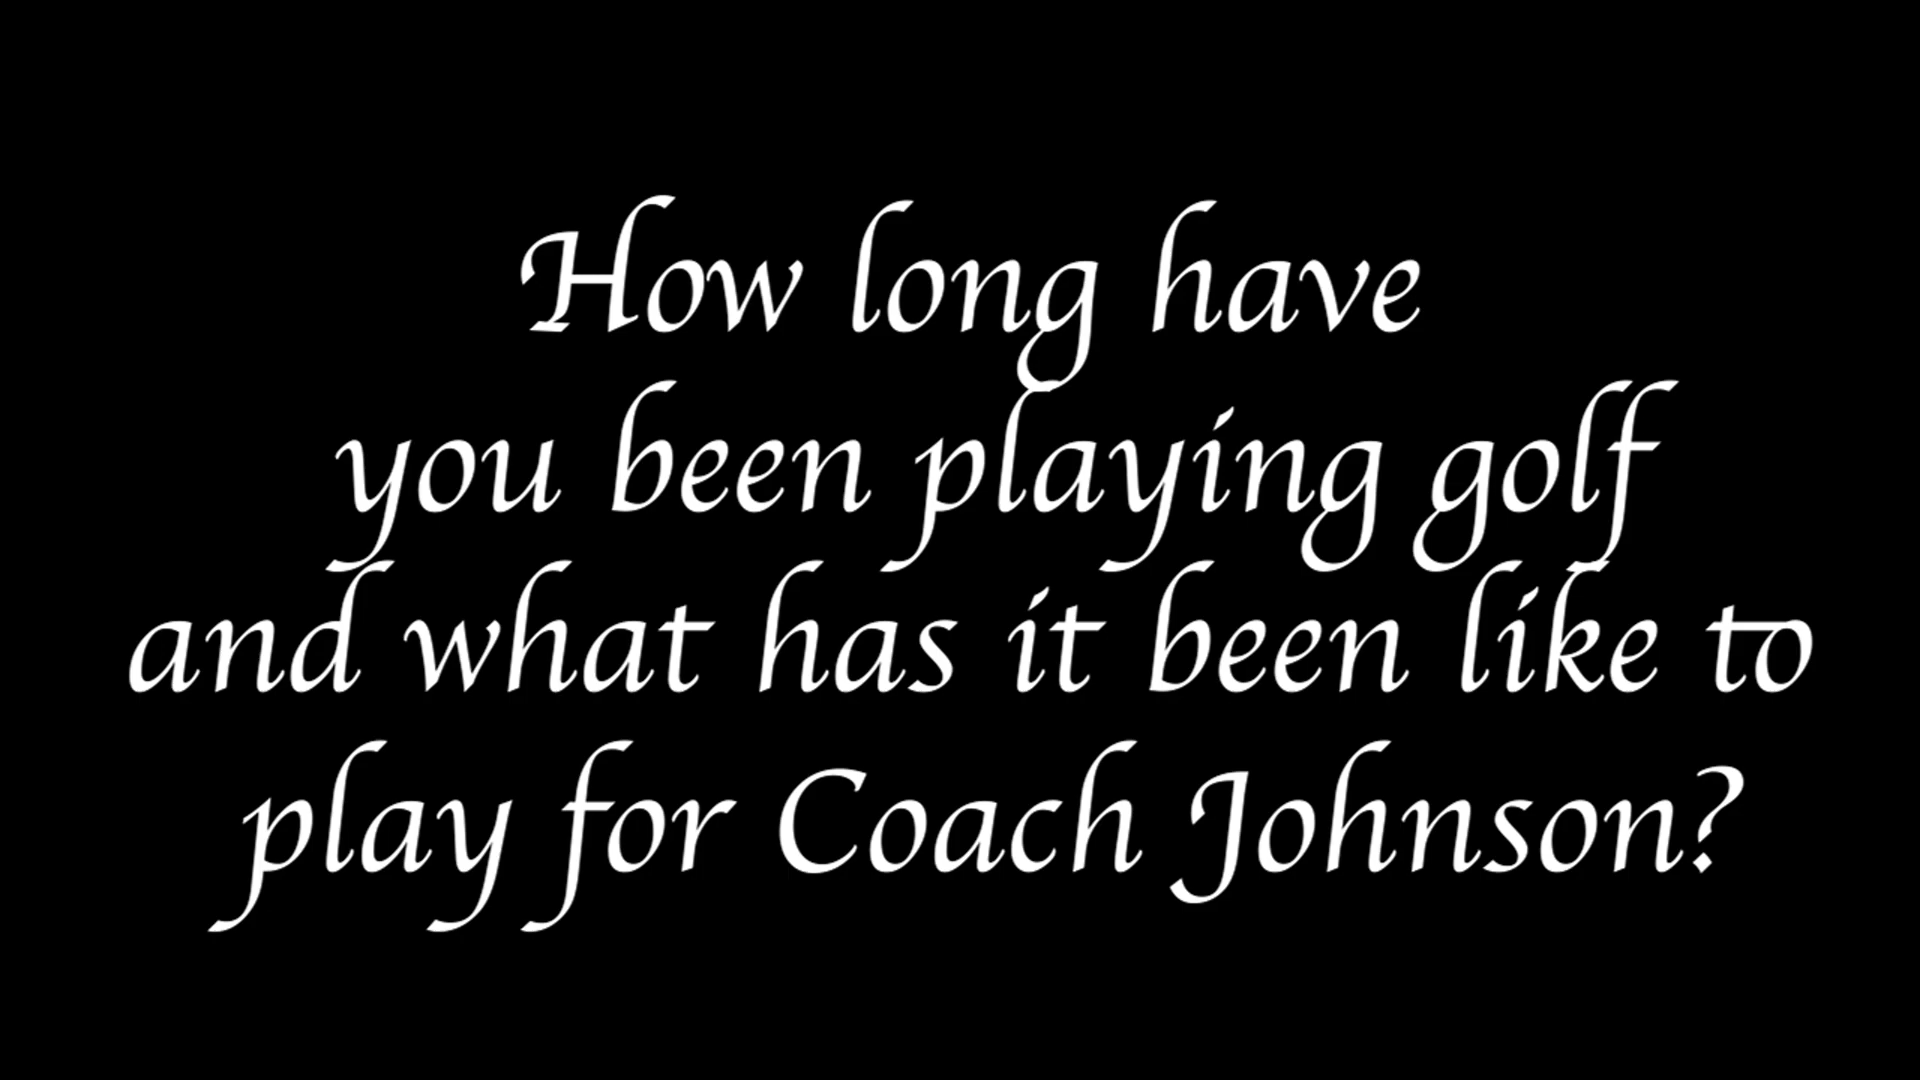 How long have
you been playing golf
and what has it been like to
play for Coach Johnson?